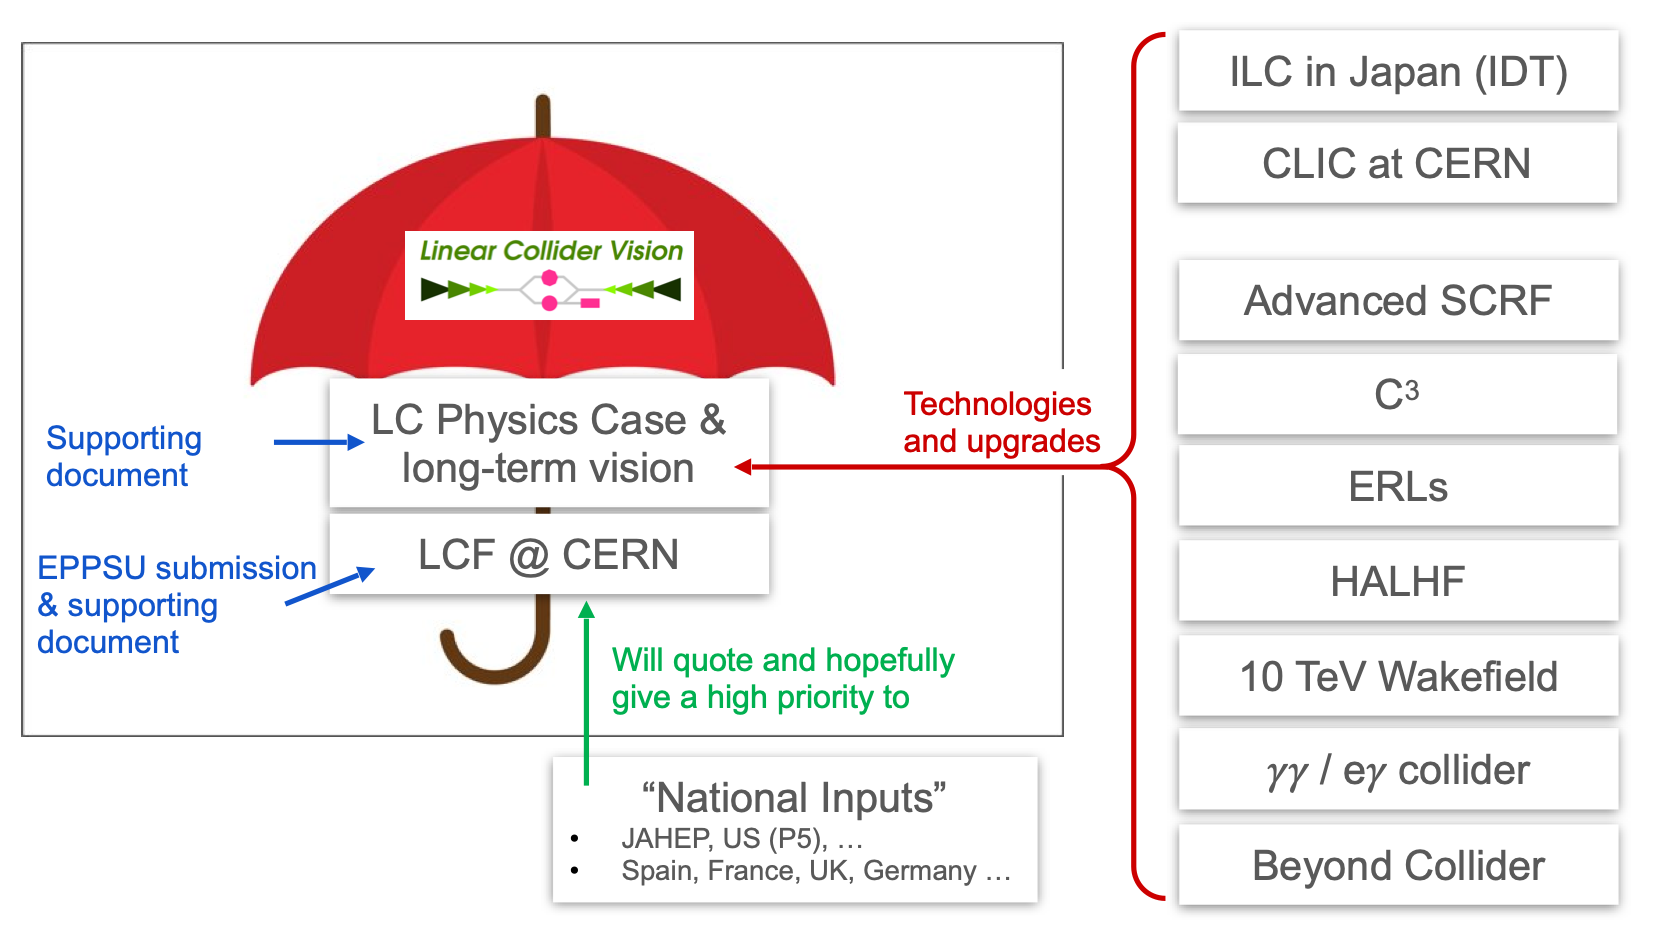 Linear Collider Vision
LC Physics Case &
long-term vision
LCF @ CERN
Supporting
document
EPPSU submission
& supporting
document
Technologies
and upgrades
Will quote and hopefully
give a high priority to
“National Inputs”
• JAHEP, US (P5), …
• Spain, France, UK, Germany …
ILC in Japan (IDT)
CLIC at CERN
Advanced SCRF
C³
ERLs
HALHF
10 TeV Wakefield
𝛾𝛾 / e𝛾 collider
Beyond Collider